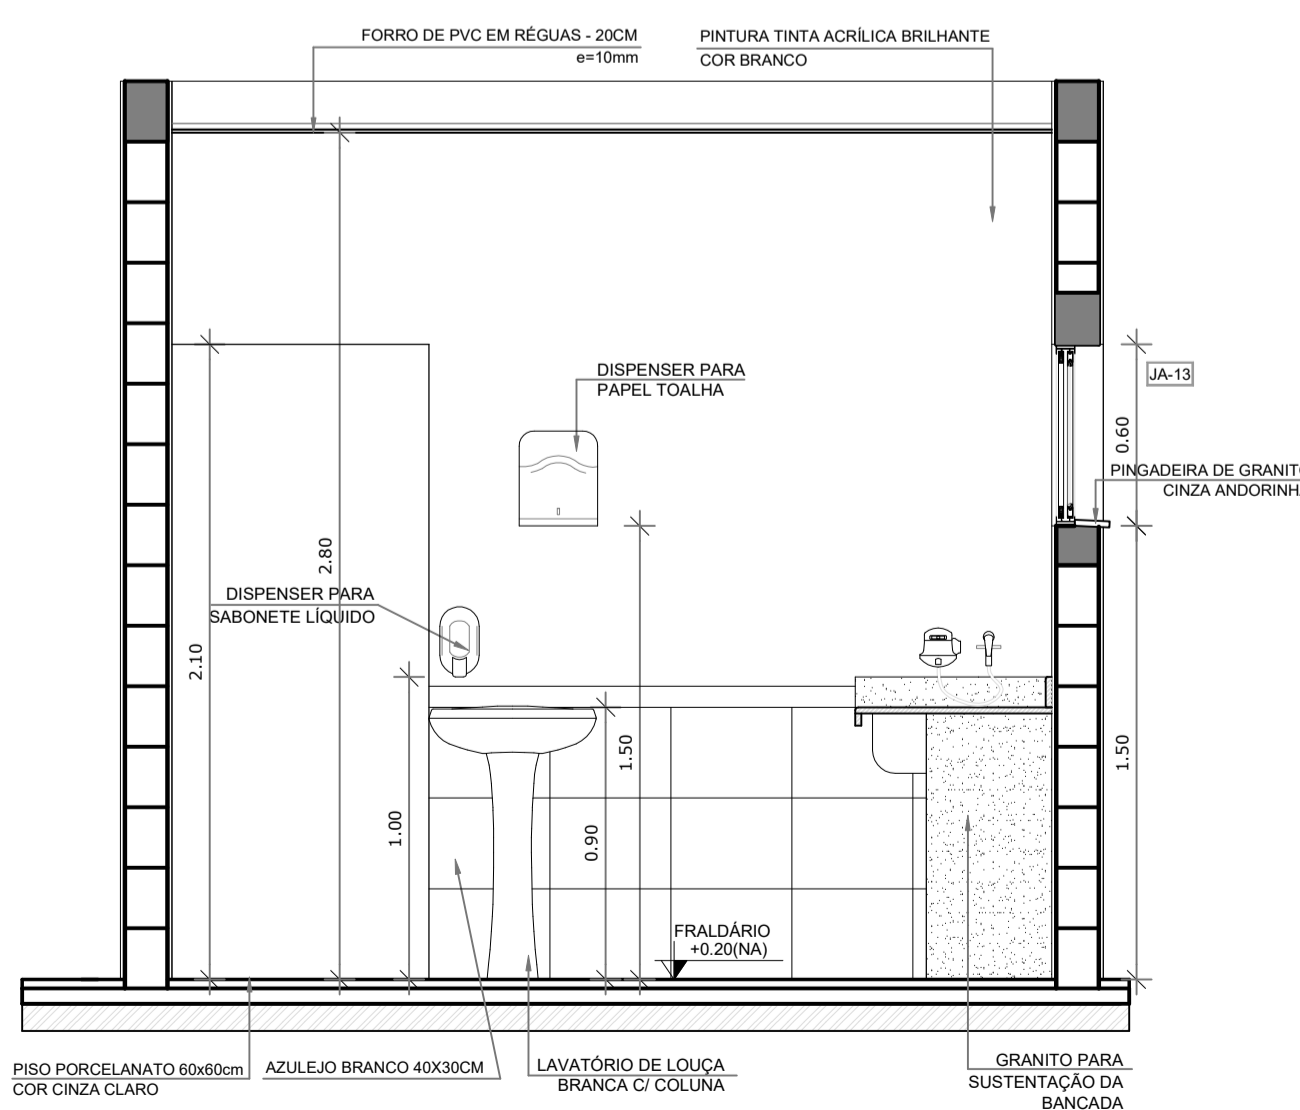 FORRO DE PVC EM RÉGUAS - 20CM
e=10mm
PINTURA TINTA ACRÍLICA BRILHANTE
COR BRANCO
DISPENSER PARA
PAPEL TOALHA
JA-13
0.60
PINGADEIRA DE GRANITO
CINZA ANDORINH
2.80
DISPENSER PARA
SABONETE LÍQUIDO
2.10
1.50
1.50
1.00
0.90
FRALDÁRIO
+0.20(NA)
PISO PORCELANATO 60x60cm
COR CINZA CLARO
AZULEJO BRANCO 40X30CM
LAVATÓRIO DE LOUÇA
BRANCA C/ COLUNA
GRANITO PARA
SUSTENTAÇÃO DA
BANCADA